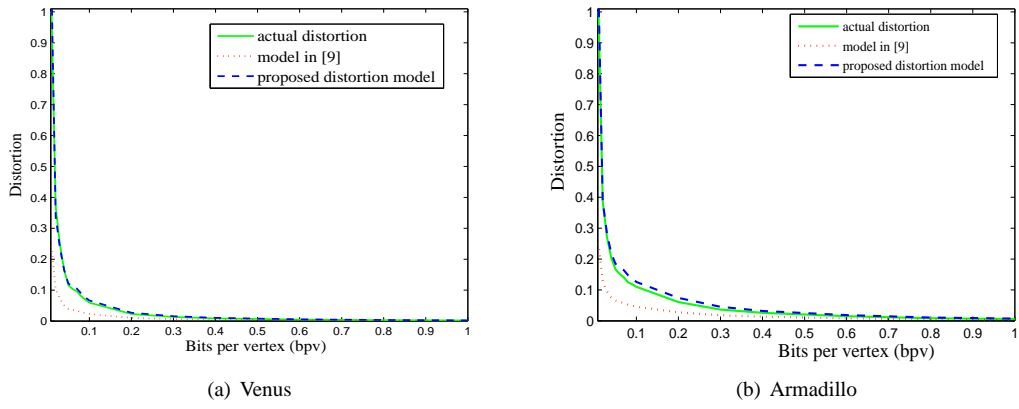 1
0.9
0.8
0.7
0.6
0.5
0.4
0.3
0.2
0.1
0
Distortion
actual distortion
model in [9]
proposed distortion model
0.1 0.2 0.3 0.4 0.5 0.6 0.7 0.8 0.9 1
Bits per vertex (bpv)
(a) Venus
1
0.9
0.8
0.7
0.6
0.5
0.4
0.3
0.2
0.1
0
Distortion
actual distortion
model in [9]
proposed distortion model
0.1 0.2 0.3 0.4 0.5 0.6 0.7 0.8 0.9 1
Bits per vertex (bpv)
(b) Armadillo